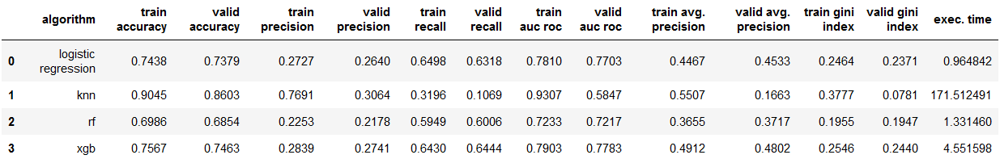 algorithm train accuracy valid accuracy train precision valid precision train recall valid recall train auc roc valid auc roc train avg. precision valid avg. precision train gini index valid gini index exec. time
0 logistic regression 0.7438 0.7379 0.2727 0.2640 0.6498 0.6318 0.7810 0.7703 0.4467 0.4533 0.2464 0.2371 0.964842
1 knn 0.9045 0.8603 0.7691 0.3064 0.3196 0.1069 0.9307 0.5847 0.5507 0.1663 0.3777 0.0781 171.512491
2 rf 0.6986 0.6854 0.2253 0.2178 0.5949 0.6006 0.7233 0.7217 0.3655 0.3717 0.1955 0.1947 1.331460
3 xgb 0.7567 0.7463 0.2839 0.2741 0.6430 0.6444 0.7903 0.7783 0.4912 0.4802 0.2546 0.2440 4.551598